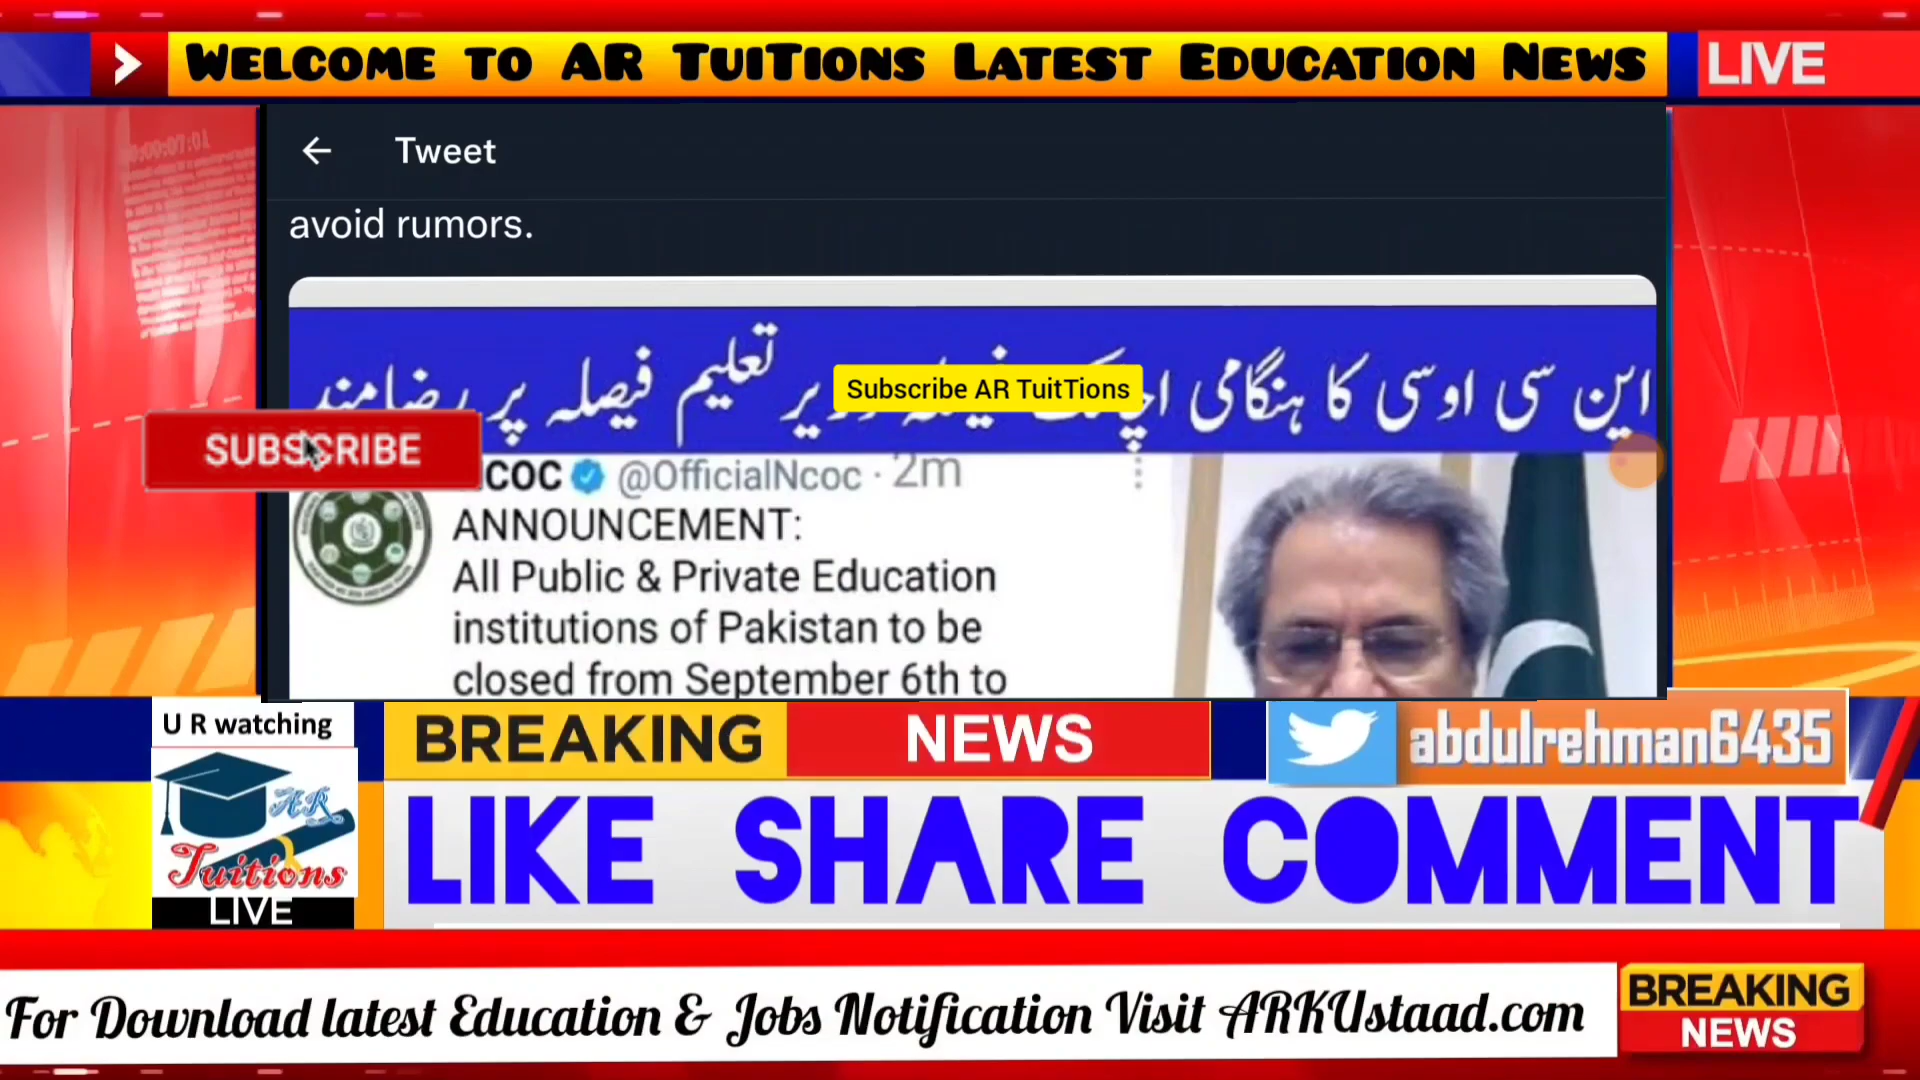 Welcome to AR TuiTions Latest Education News
LIVE
Tweet
avoid rumors.
این سی اوسی کا ہنگامی
تعلیم فیصلہ پر رضامند
Subscribe AR TuitTions
SUBSCRIBE
COC @OfficialNcoc · 2m
ANNOUNCEMENT:
All Public & Private Education
institutions of Pakistan to be
closed from September 6th to
U R watching
AR
Tuitions
LIVE
BREAKING NEWS
abdulrehman6435
LIKE SHARE COMMENT
For Download latest Education & Jobs Notification Visit ARKUstaad.com
BREAKING
NEWS